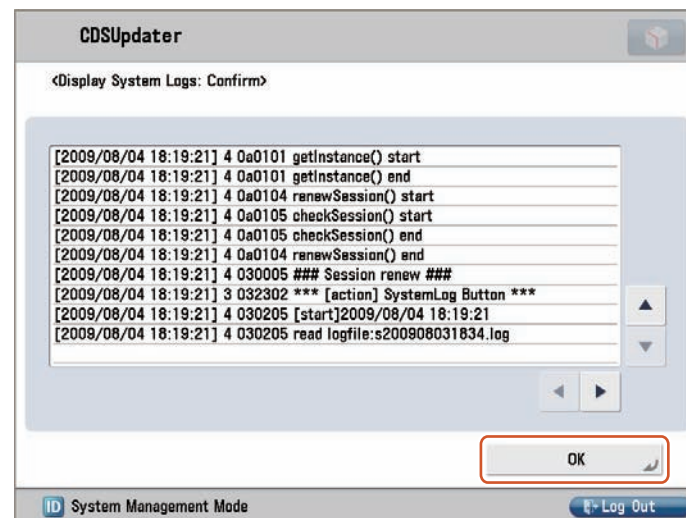 CDSUpdater
<Display System Logs: Confirm>
[2009/08/04 18:19:21] 4 0a0101 getInstance() start
[2009/08/04 18:19:21] 4 0a0101 getInstance() end
[2009/08/04 18:19:21] 4 0a0104 renewSession() start
[2009/08/04 18:19:21] 4 0a0105 checkSession() start
[2009/08/04 18:19:21] 4 0a0105 checkSession() end
[2009/08/04 18:19:21] 4 0a0104 renewSession() end
[2009/08/04 18:19:21] 4 030005 ### Session renew ###
[2009/08/04 18:19:21] 3 032302 *** [action] SystemLog Button ***
[2009/08/04 18:19:21] 4 030205 [start]2009/08/04 18:19:21
[2009/08/04 18:19:21] 4 030205 read logfile:s200908031834.log
OK
ID System Management Mode
Log Out